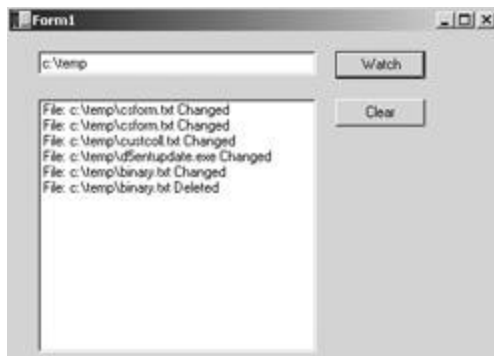 Form1
c:\temp
Watch
File: c:\temp\csform.txt Changed
File: c:\temp\csform.txt Changed
File: c:\temp\custcoll.txt Changed
File: c:\temp\d5entupdate.exe Changed
File: c:\temp\binary.txt Changed
File: c:\temp\binary.txt Deleted
Clear